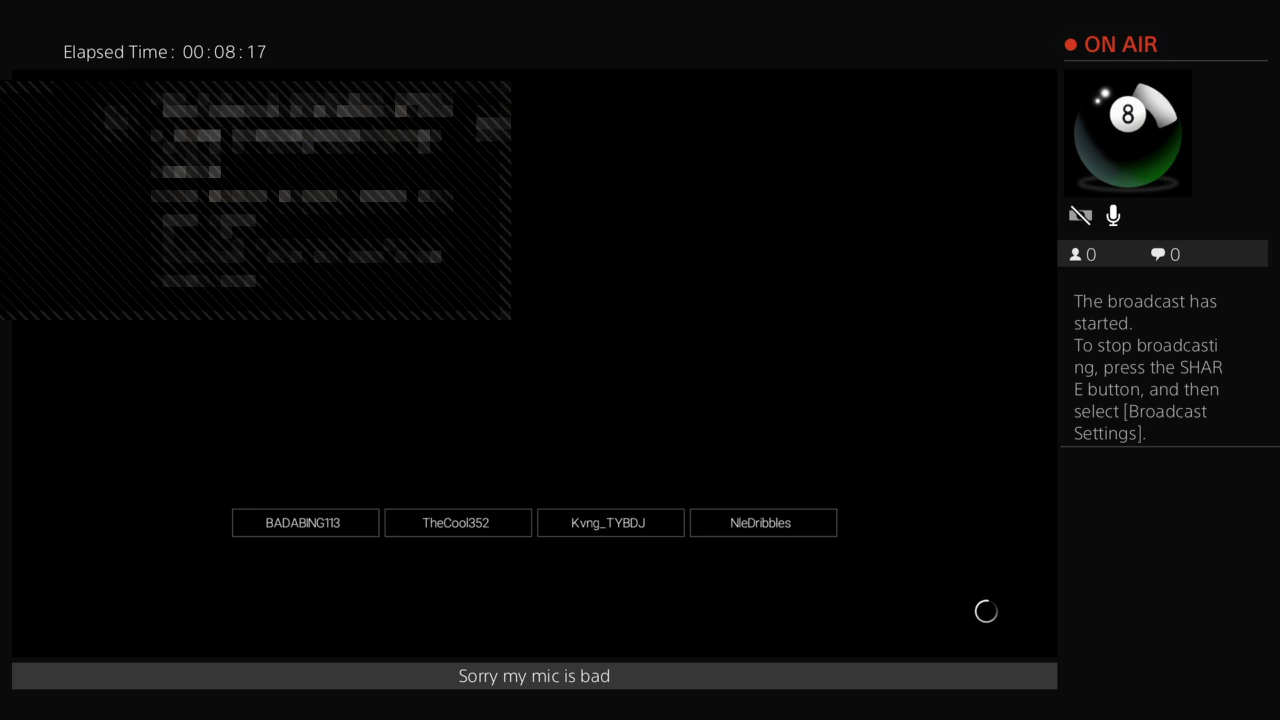 Elapsed Time: 00:08:17
ON AIR
8
0 0
The broadcast has
started.
To stop broadcasti
ng, press the SHAR
E button, and then
select [Broadcast
Settings].
BADABING113 TheCool352 Kvng_TYBDJ NleDribbles
Sorry my mic is bad